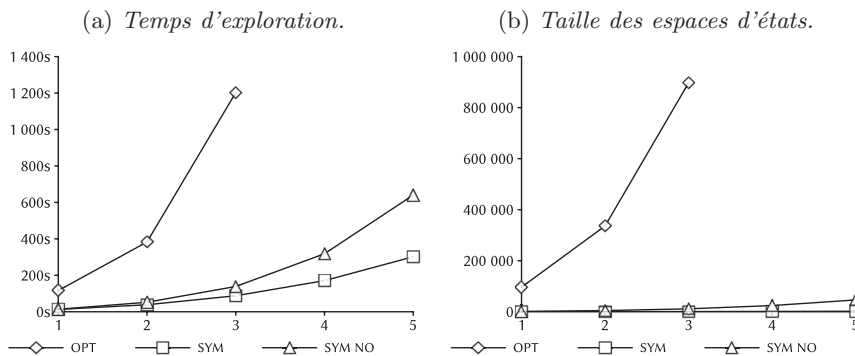 (a) Temps d'exploration.
1 400s
1 200s
1 000s
800s
600s
400s
200s
0s
1 2 3 4 5
OPT SYM SYM NO
(b) Taille des espaces d'états.
1 000 000
800 000
600 000
400 000
200 000
0
1 2 3 4 5
OPT SYM SYM NO